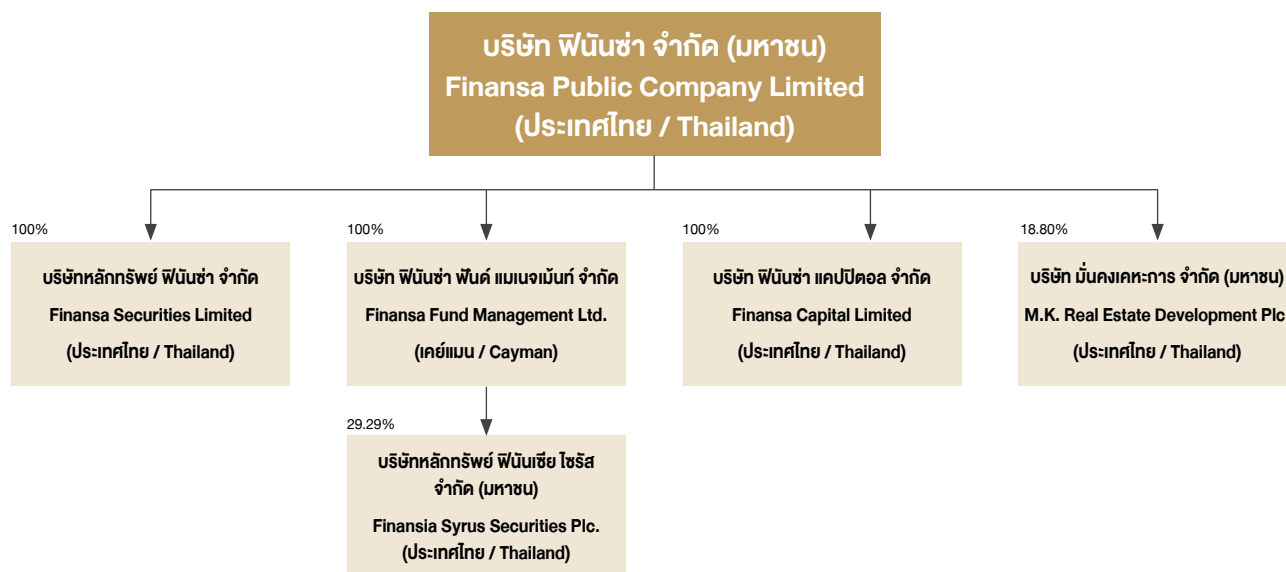 บริษัท ฟินันซ่า จำกัด (มหาชน)
Finansa Public Company Limited
(ประเทศไทย / Thailand)
100%
บริษัทหลักทรัพย์ ฟินันซ่า จำกัด
Finansa Securities Limited
(ประเทศไทย / Thailand)
100%
บริษัท ฟินันซ่า ฟันด์ แมเนจเม้นท์ จำกัด
Finansa Fund Management Ltd.
(เคย์แมน / Cayman)
100%
บริษัท ฟินันซ่า แคปปิตอล จำกัด
Finansa Capital Limited
(ประเทศไทย / Thailand)
18.80%
บริษัท มั่นคงเคหะการ จำกัด (มหาชน)
M.K. Real Estate Development Plc
(ประเทศไทย / Thailand)
29.29%
บริษัทหลักทรัพย์ ฟินันเซีย ไซรัส
จำกัด (มหาชน)
Finansia Syrus Securities Plc.
(ประเทศไทย / Thailand)